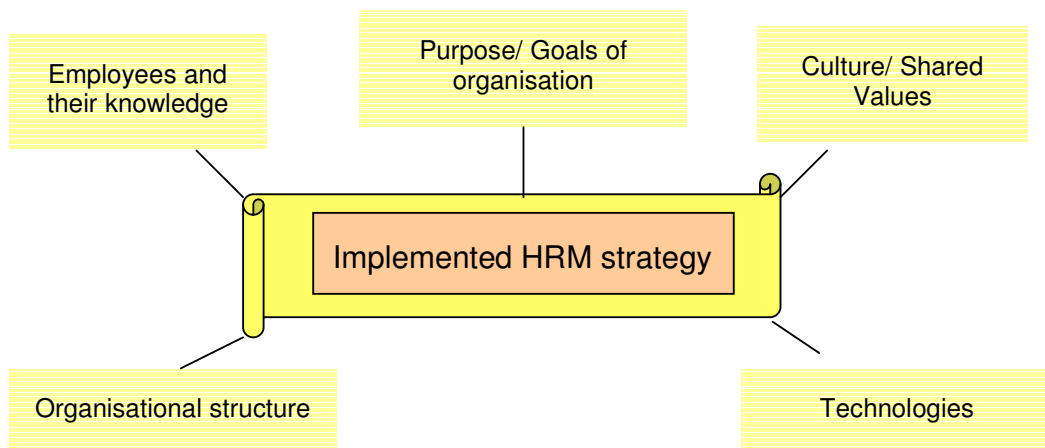 Employees and
their knowledge
Purpose/ Goals of
organisation
Culture/ Shared
Values
Implemented HRM strategy
Organisational structure
Technologies